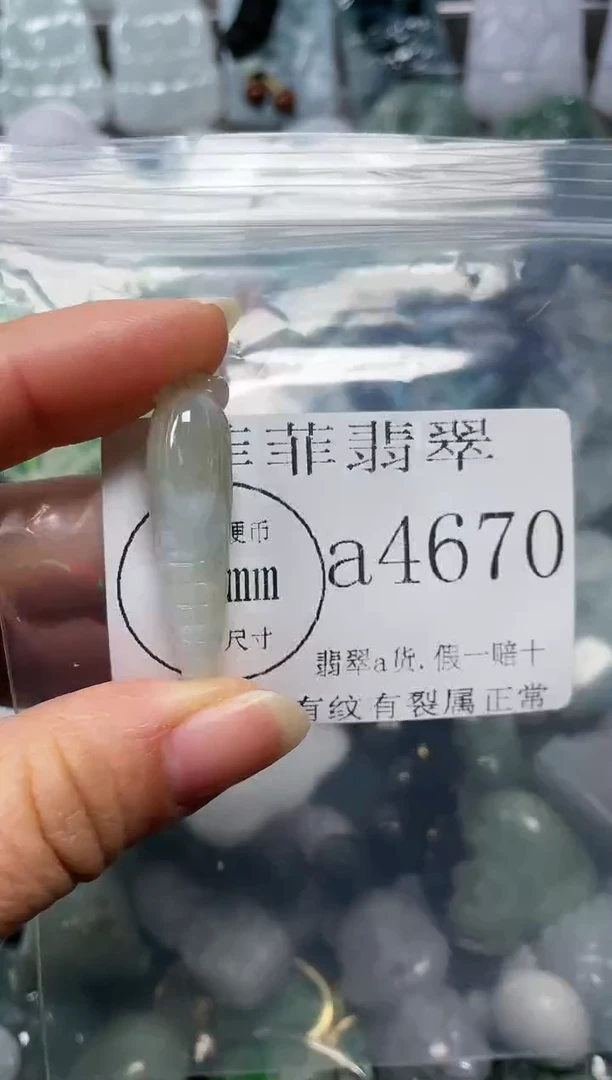 菲翡翠
硬币
mm
尺寸
a4670
翡翠a货.假一赔十
有纹有裂属正常